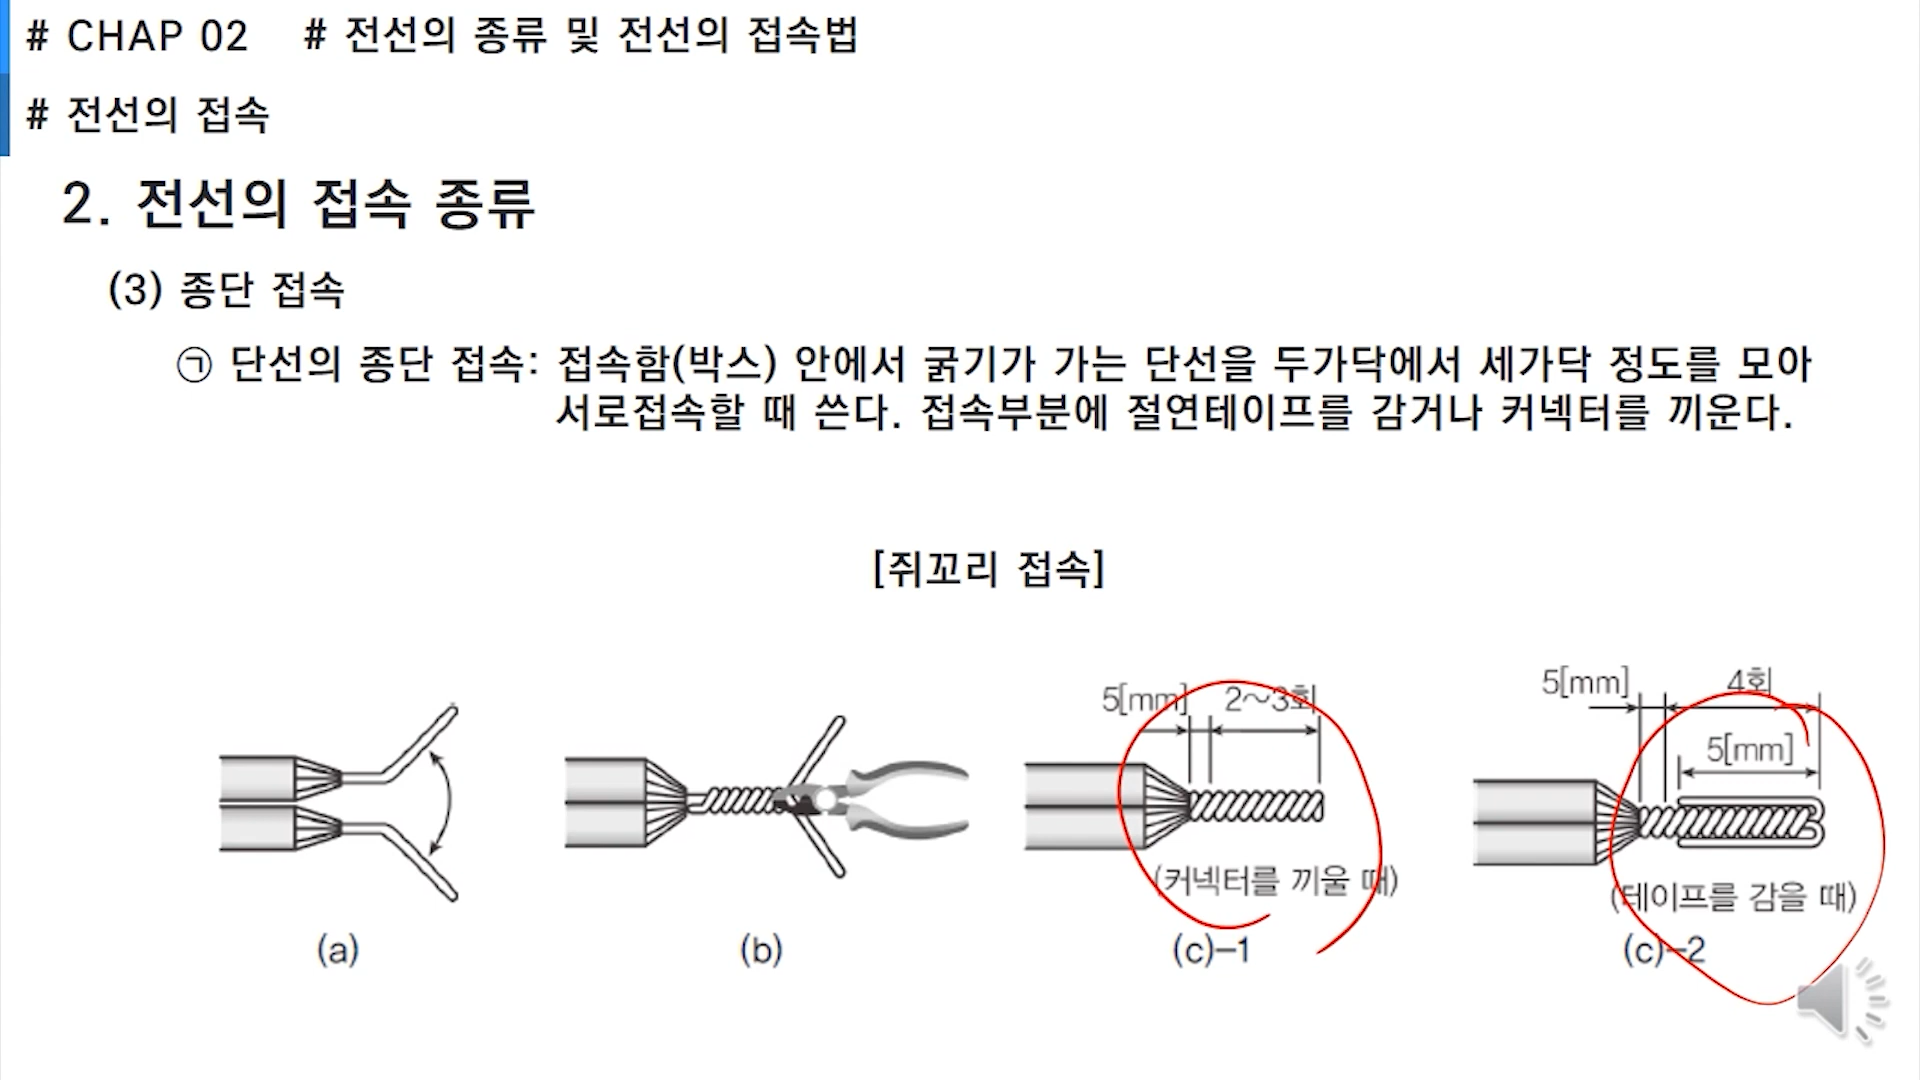 # CHAP 02 # 전선의 종류 및 전선의 접속법
# 전선의 접속
2. 전선의 접속 종류
(3) 종단 접속
㉠ 단선의 종단 접속: 접속함(박스) 안에서 굵기가 가는 단선을 두가닥에서 세가닥 정도를 모아
서로접속할 때 쓴다. 접속부분에 절연테이프를 감거나 커넥터를 끼운다.
[쥐꼬리 접속]
5[mm] 2~3회
5[mm] 4회
5[mm]
(커넥터를 끼울 때)
(테이프를 감을 때)
(a) (b) (c)-1 (c)-2